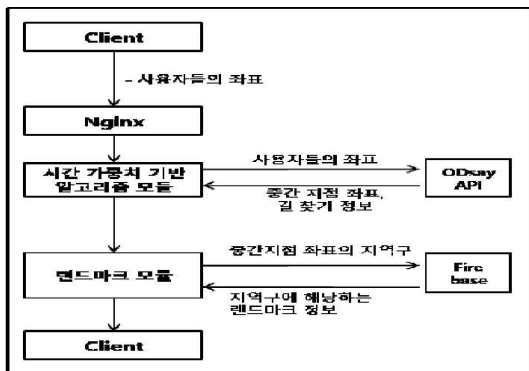 Client
- 사용자들의 좌표
Nginx
시간 가중치 기반
알고리즘 모듈
사용자들의 좌표
중간 지점 좌표,
길 찾기 정보
ODsay
API
랜드마크 모듈
중간지점 좌표의 지역구
지역구에 해당하는
랜드마크 정보
Fire
base
Client